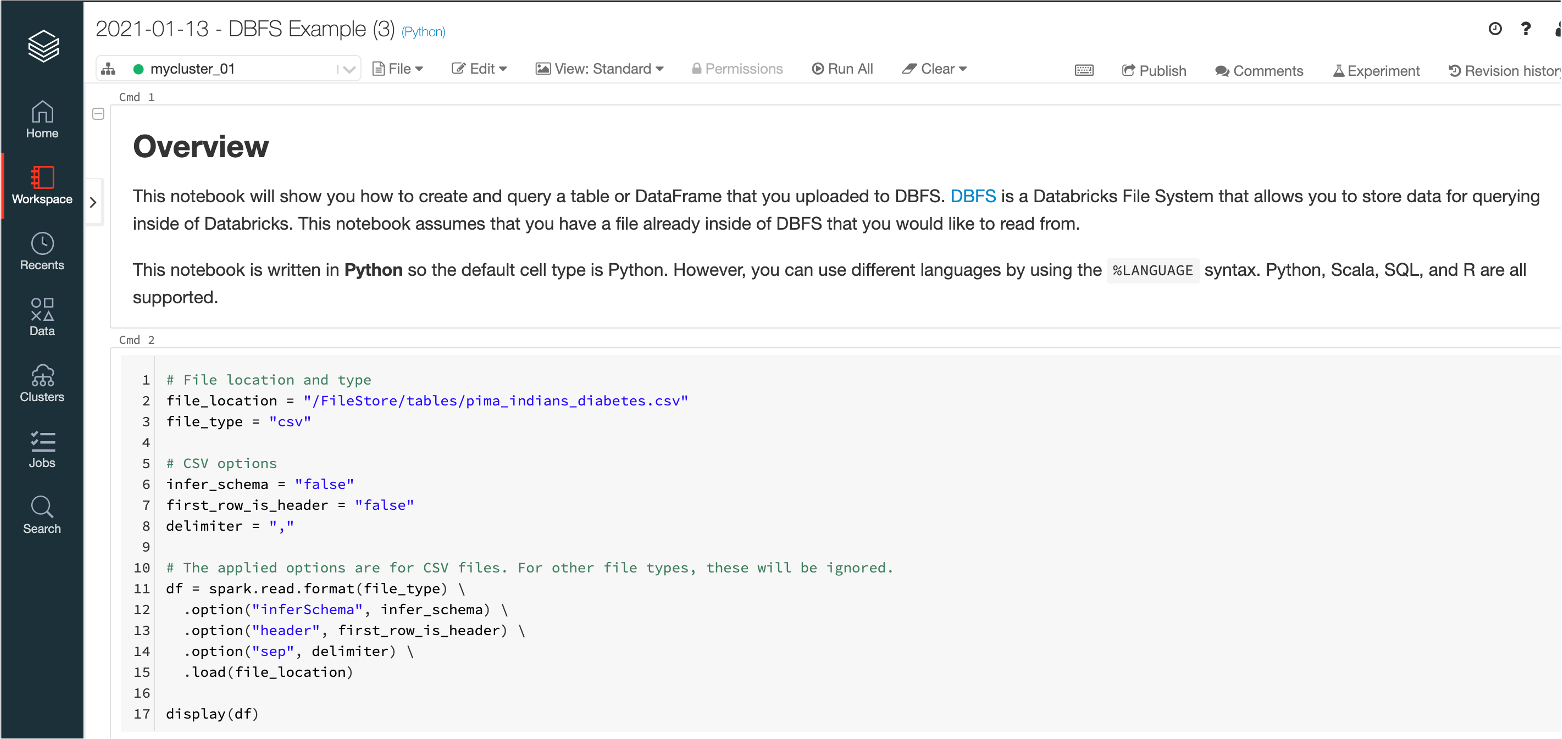 2021-01-13 - DBFS Example (3) (Python)
mycluster_01 File Edit View: Standard Permissions Run All Clear Publish Comments Experiment Revision history
Home
Workspace
Recents
Data
Clusters
Jobs
Search
Cmd 1
Overview
This notebook will show you how to create and query a table or DataFrame that you uploaded to DBFS. DBFS is a Databricks File System that allows you to store data for querying
inside of Databricks. This notebook assumes that you have a file already inside of DBFS that you would like to read from.
This notebook is written in Python so the default cell type is Python. However, you can use different languages by using the %LANGUAGE syntax. Python, Scala, SQL, and R are all
supported.
Cmd 2
1 # File location and type
2 file_location = "/FileStore/tables/pima_indians_diabetes.csv"
3 file_type = "csv"
4
5 # CSV options
6 infer_schema = "false"
7 first_row_is_header = "false"
8 delimiter = ","
9
10 # The applied options are for CSV files. For other file types, these will be ignored.
11 df = spark.read.format(file_type) \
12 .option("inferSchema", infer_schema) \
13 .option("header", first_row_is_header) \
14 .option("sep", delimiter) \
15 .load(file_location)
16
17 display(df)